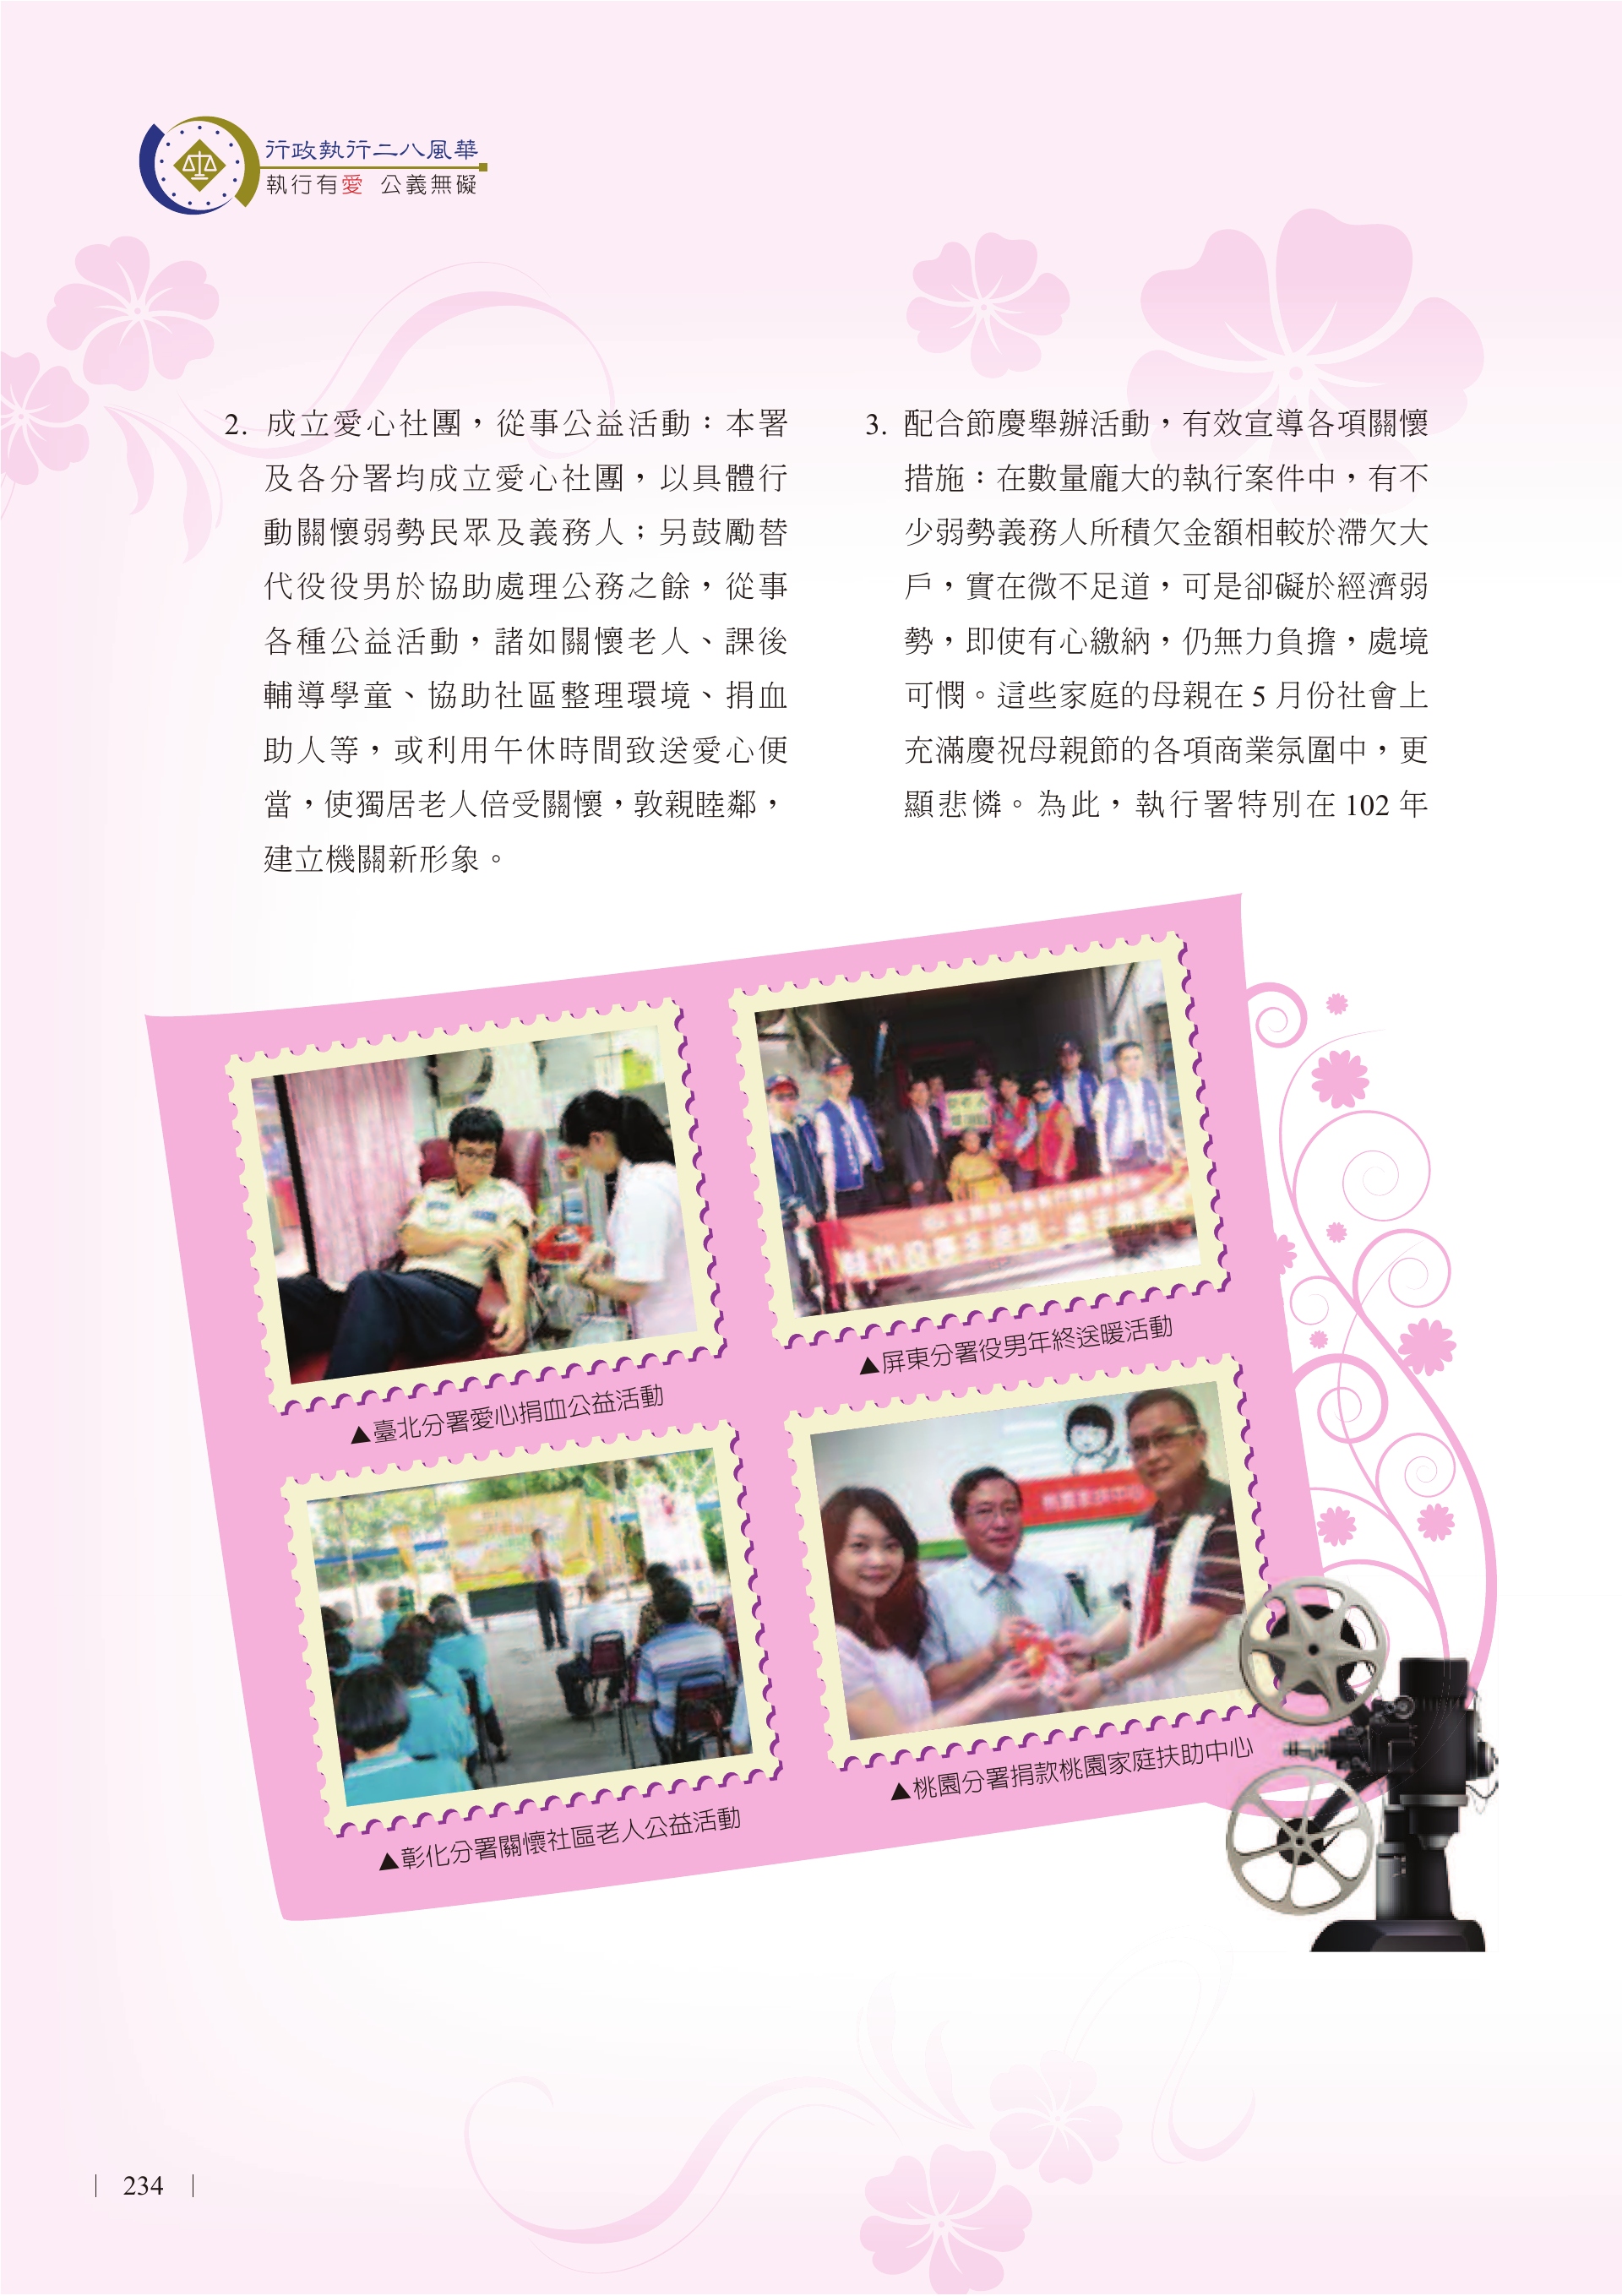 行政執行二八風華
執行有愛 公義無礙
2. 成立愛心社團，從事公益活動：本署
及各分署均成立愛心社團，以具體行
動關懷弱勢民眾及義務人；另鼓勵替
代役役男於協助處理公務之餘，從事
各種公益活動，諸如關懷老人、課後
輔導學童、協助社區整理環境、捐血
助人等，或利用午休時間致送愛心便
當，使獨居老人倍受關懷，敦親睦鄰，
建立機關新形象。
3. 配合節慶舉辦活動，有效宣導各項關懷
措施：在數量龐大的執行案件中，有不
少弱勢義務人所積欠金額相較於滯欠大
戶，實在微不足道，可是卻礙於經濟弱
勢，即使有心繳納，仍無力負擔，處境
可憫。這些家庭的母親在 5 月份社會上
充滿慶祝母親節的各項商業氛圍中，更
顯悲憐。為此，執行署特別在 102 年
▲臺北分署愛心捐血公益活動
▲屏東分署役男年終送暖活動
▲彰化分署關懷社區老人公益活動
▲桃園分署捐款桃園家庭扶助中心
234